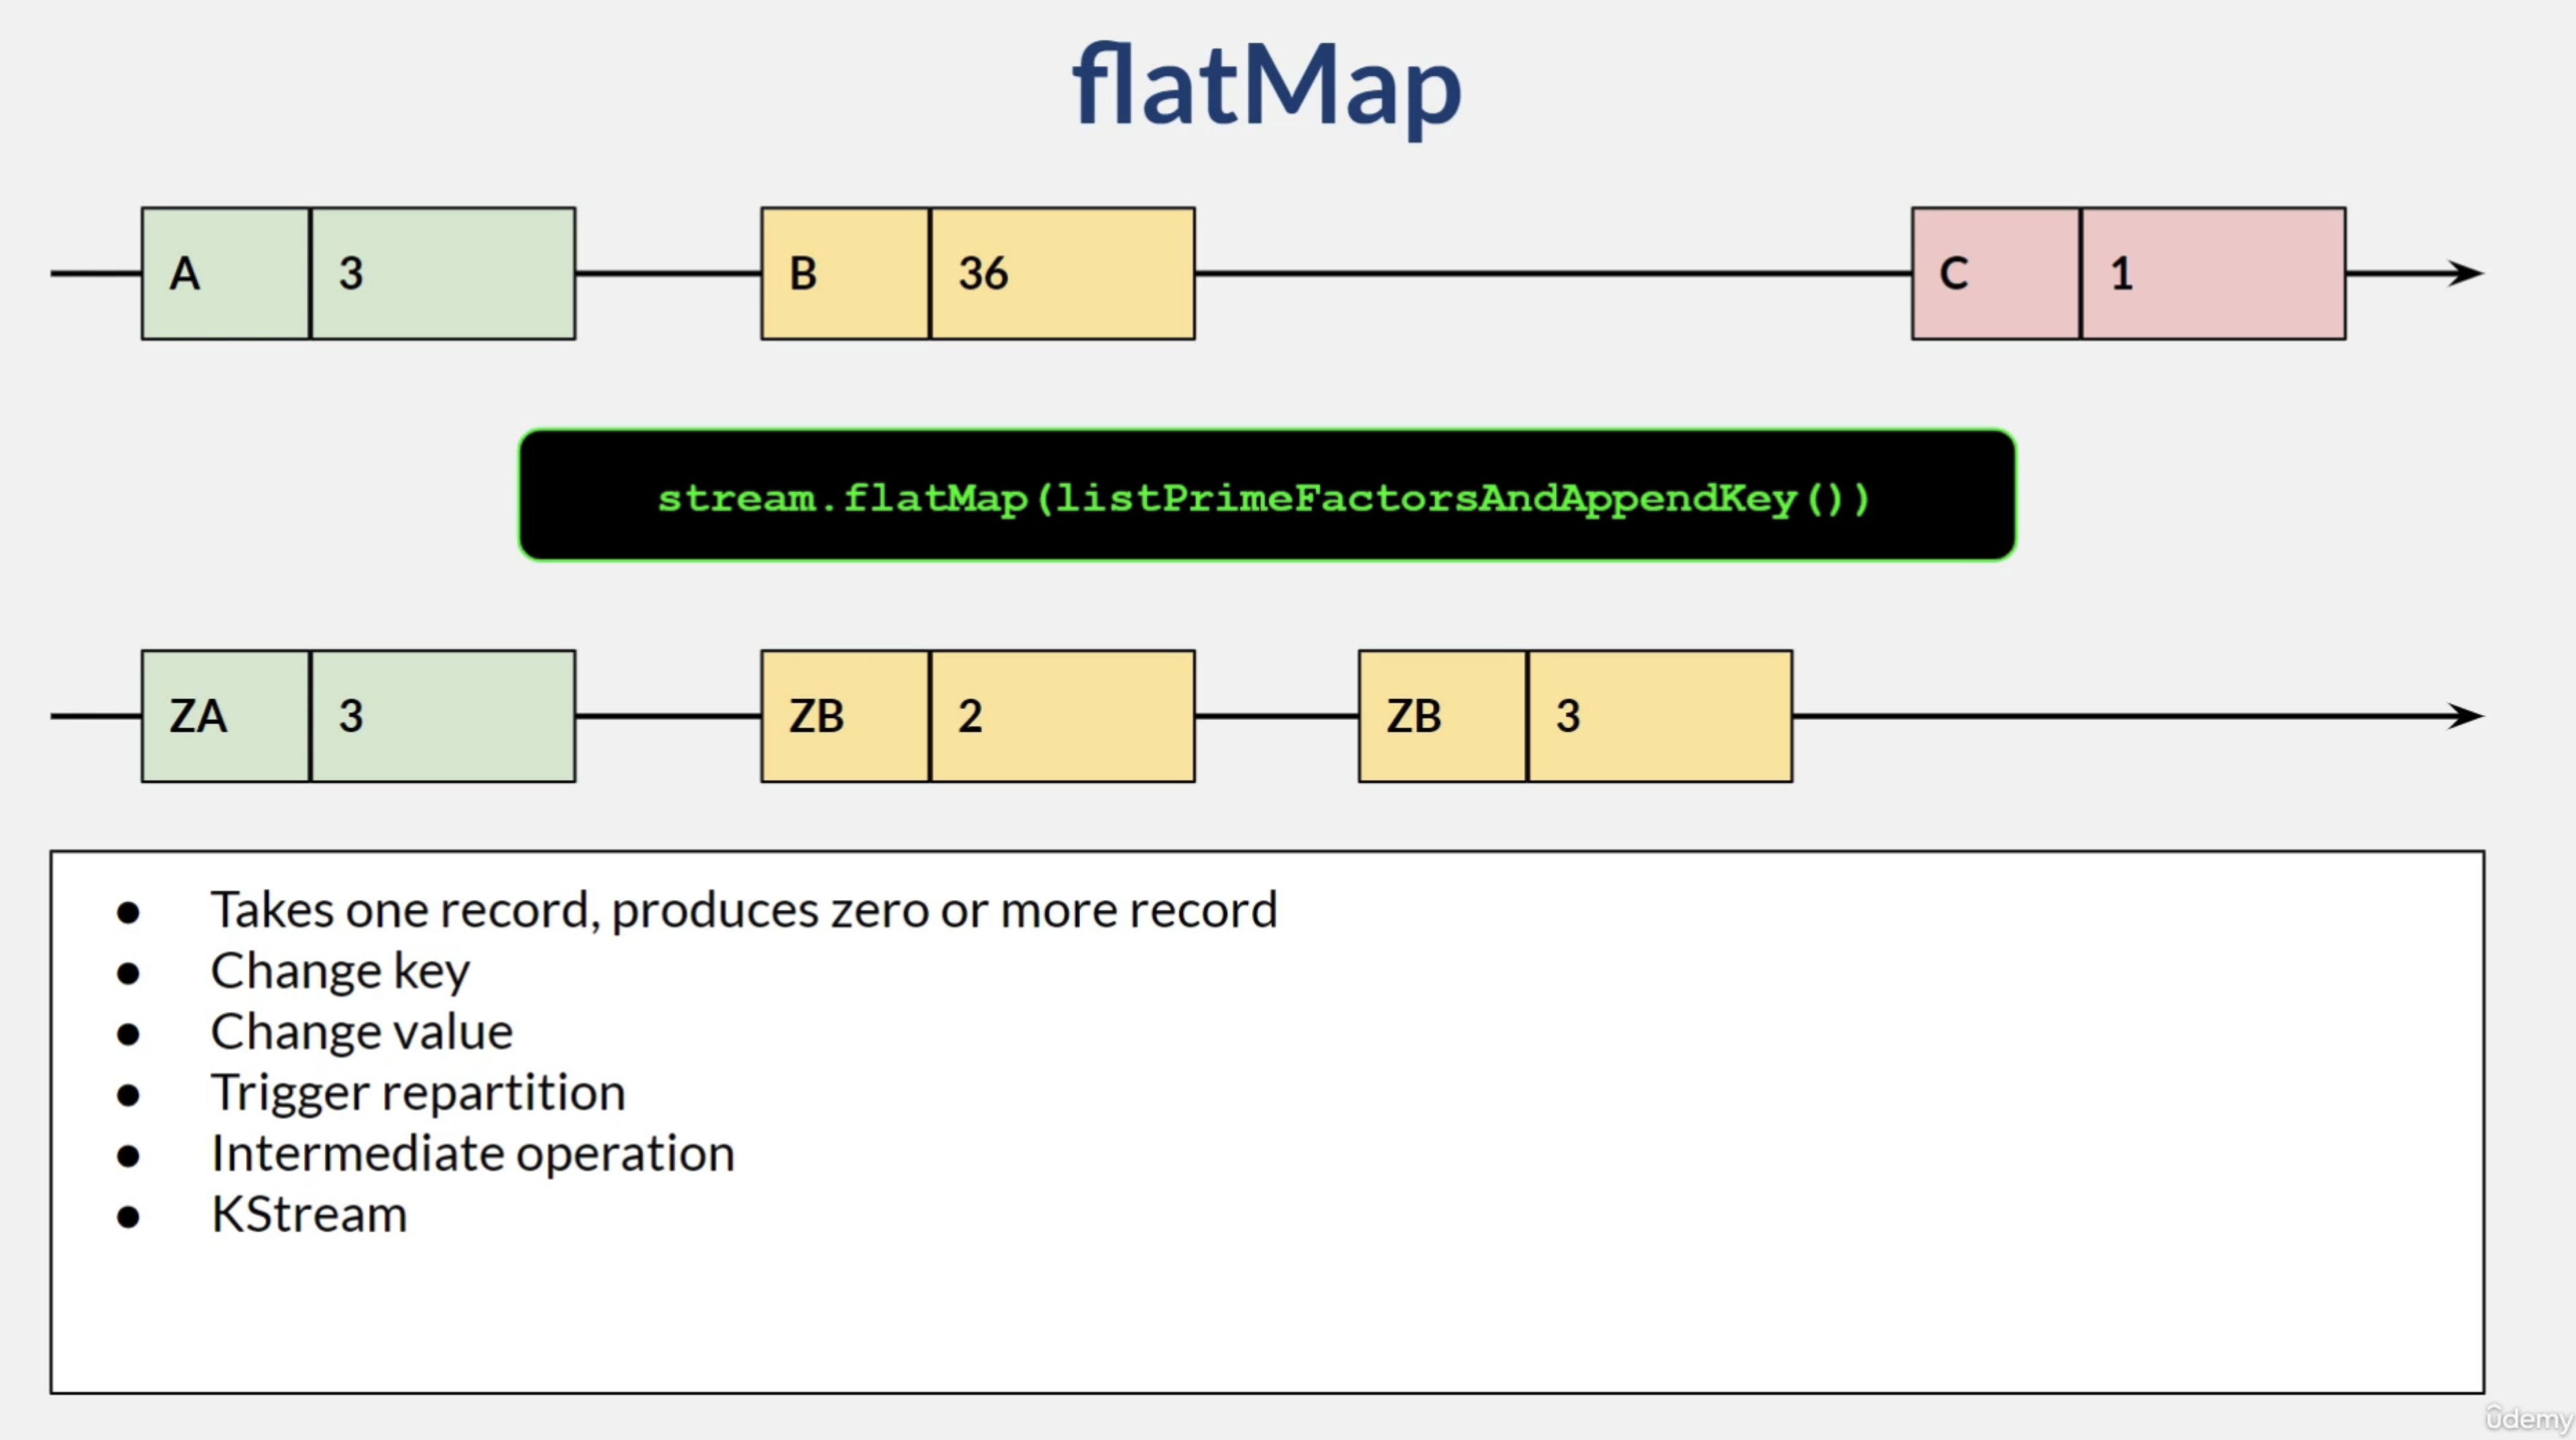 flatMap
A 3 B 36 C 1
stream.flatMap(listPrimeFactorsAndAppendKey())
ZA 3 ZB 2 ZB 3
● Takes one record, produces zero or more record
● Change key
● Change value
● Trigger repartition
● Intermediate operation
● KStream
ûdemy